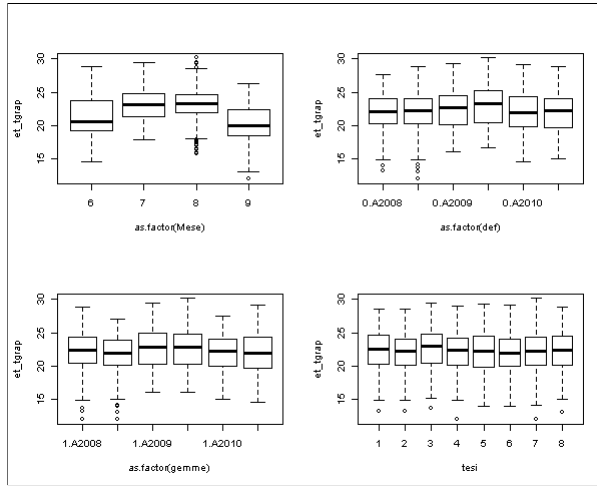 30
25
20
15
et_tgrap
6 7 8 9
as.factor(Mese)
30
25
20
15
et_tgrap
0.A2008 0.A2009 0.A2010
as.factor(def)
30
25
20
15
et_tgrap
1.A2008 1.A2009 1.A2010
as.factor(gemme)
30
25
20
15
et_tgrap
1 2 3 4 5 6 7 8
tesi